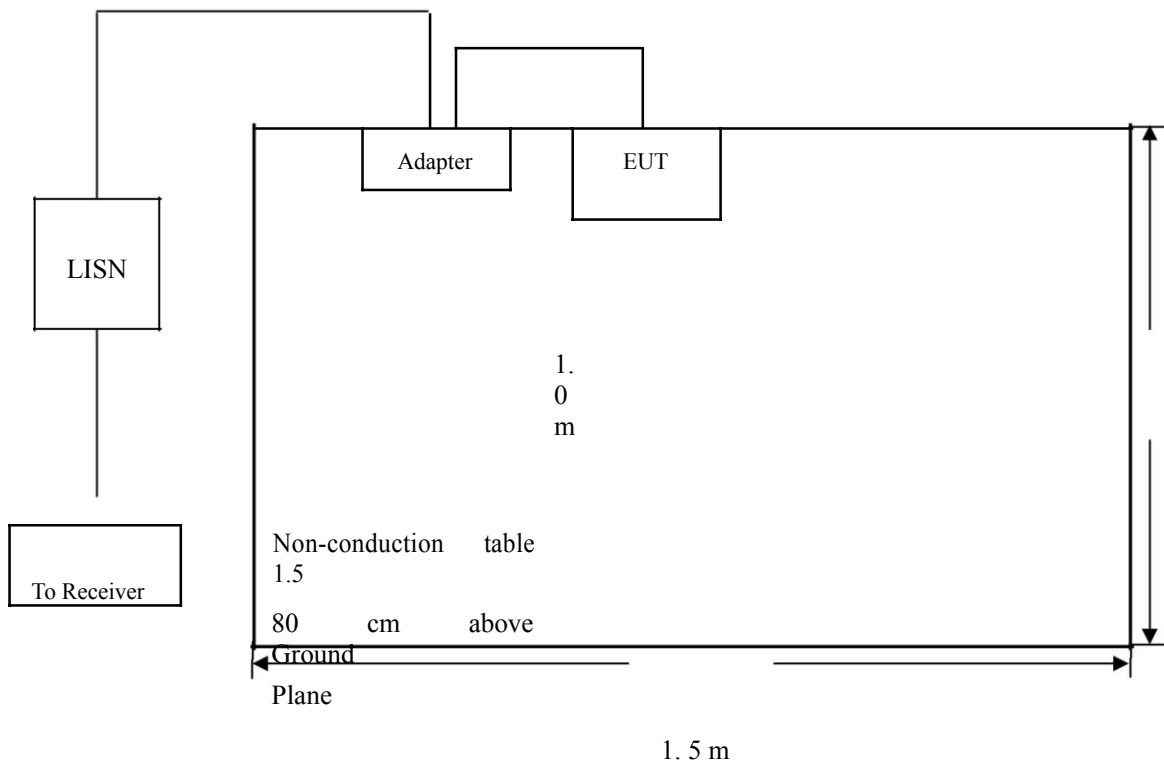 Adapter
EUT
LISN
1.
0
m
Non-conduction table
1.5
80 cm above
Ground
Plane
To Receiver
1. 5 m